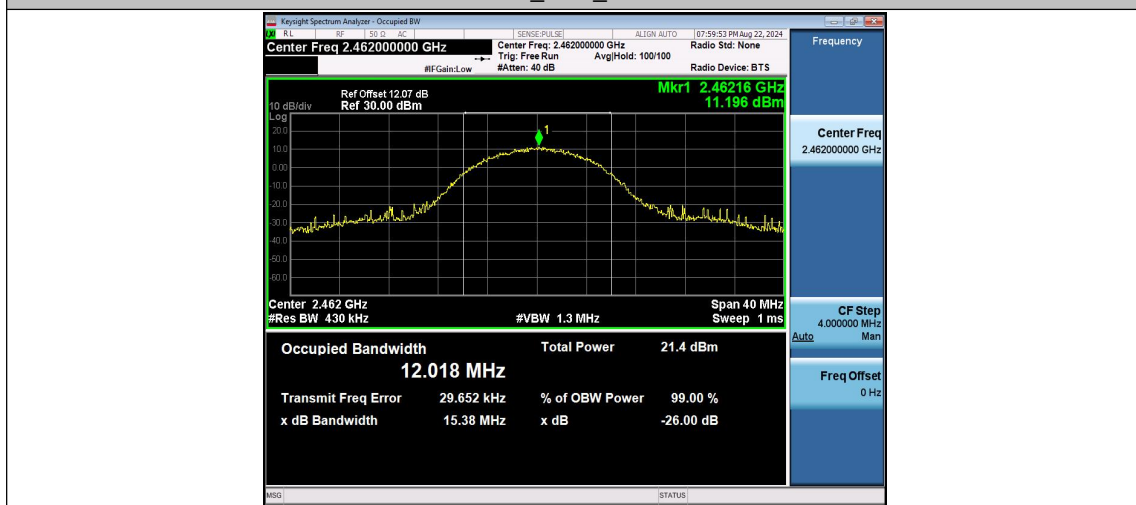 Keysight Spectrum Analyzer - Occupied BW
RL RF 50 Ω AC SENSE:PULSE ALIGN AUTO 07:59:53 PM Aug 22, 2024
Center Freq 2.462000000 GHz
Center Freq: 2.462000000 GHz
Radio Std: None
Trig: Free Run Avg|Hold: 100/100
#IFGain:Low
#Atten: 40 dB
Radio Device: BTS
Frequency
Ref Offset 12.07 dB
10 dB/div Ref 30.00 dBm
Mkr1 2.46216 GHz
11.196 dBm
Log
20.0
10.0
0.00
-10.0
-20.0
-30.0
-40.0
-50.0
-60.0
1
Center Freq
2.462000000 GHz
Center 2.462 GHz
Span 40 MHz
#Res BW 430 kHz
#VBW 1.3 MHz
Sweep 1 ms
CF Step
4.000000 MHz
Auto Man
Freq Offset
0 Hz
Occupied Bandwidth
12.018 MHz
Total Power 21.4 dBm
Transmit Freq Error 29.652 kHz
% of OBW Power 99.00 %
x dB Bandwidth 15.38 MHz
x dB -26.00 dB
MSG
STATUS